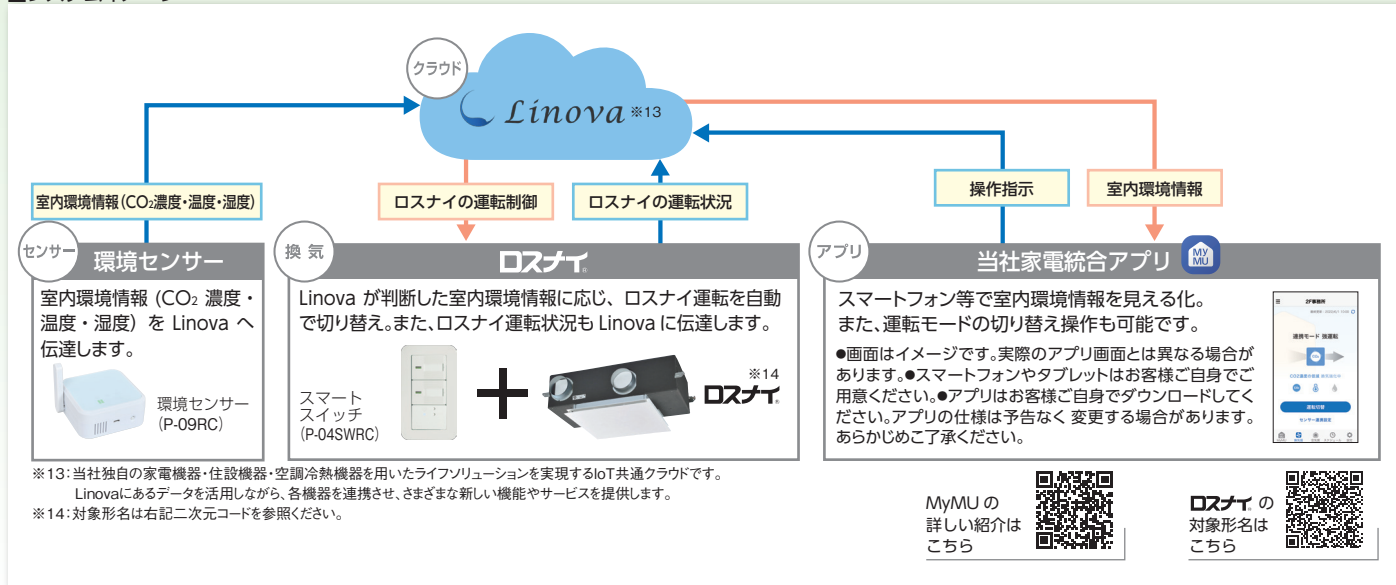 クラウド
Linova ※13
室内環境情報(CO₂濃度・温度・湿度)
ロスナイの運転制御
ロスナイの運転状況
操作指示
室内環境情報
センサー
環境センサー
室内環境情報(CO₂ 濃度・
温度・湿度)を Linova へ
伝達します。
環境センサー
(P-09RC)
換 気
ロスナイ®
Linova が判断した室内環境情報に応じ、ロスナイ運転を自動
で切り替え。また、ロスナイ運転状況も Linova に伝達します。
スマート
スイッチ
(P-04SWRC)
※14
ロスナイ®
アプリ
当社家電統合アプリ
MY
MU
スマートフォン等で室内環境情報を見える化。
また、運転モードの切り替え操作も可能です。
●画面はイメージです。実際のアプリ画面とは異なる場合が
あります。●スマートフォンやタブレットはお客様ご自身でご
用意ください。●アプリはお客様ご自身でダウンロードしてく
ださい。アプリの仕様は予告なく 変更する場合があります。
あらかじめご了承ください。
2F事務所
連携モード 強運転
運転切替
センサー連携設定
※13:当社独自の家電機器・住設機器・空調冷熱機器を用いたライフソリューションを実現するIoT共通クラウドです。
Linovaにあるデータを活用しながら、各機器を連携させ、さまざまな新しい機能やサービスを提供します。
※14:対象形名は右記二次元コードを参照ください。
MyMU の
詳しい紹介は
こちら
ロスナイ® の
対象形名は
こちら